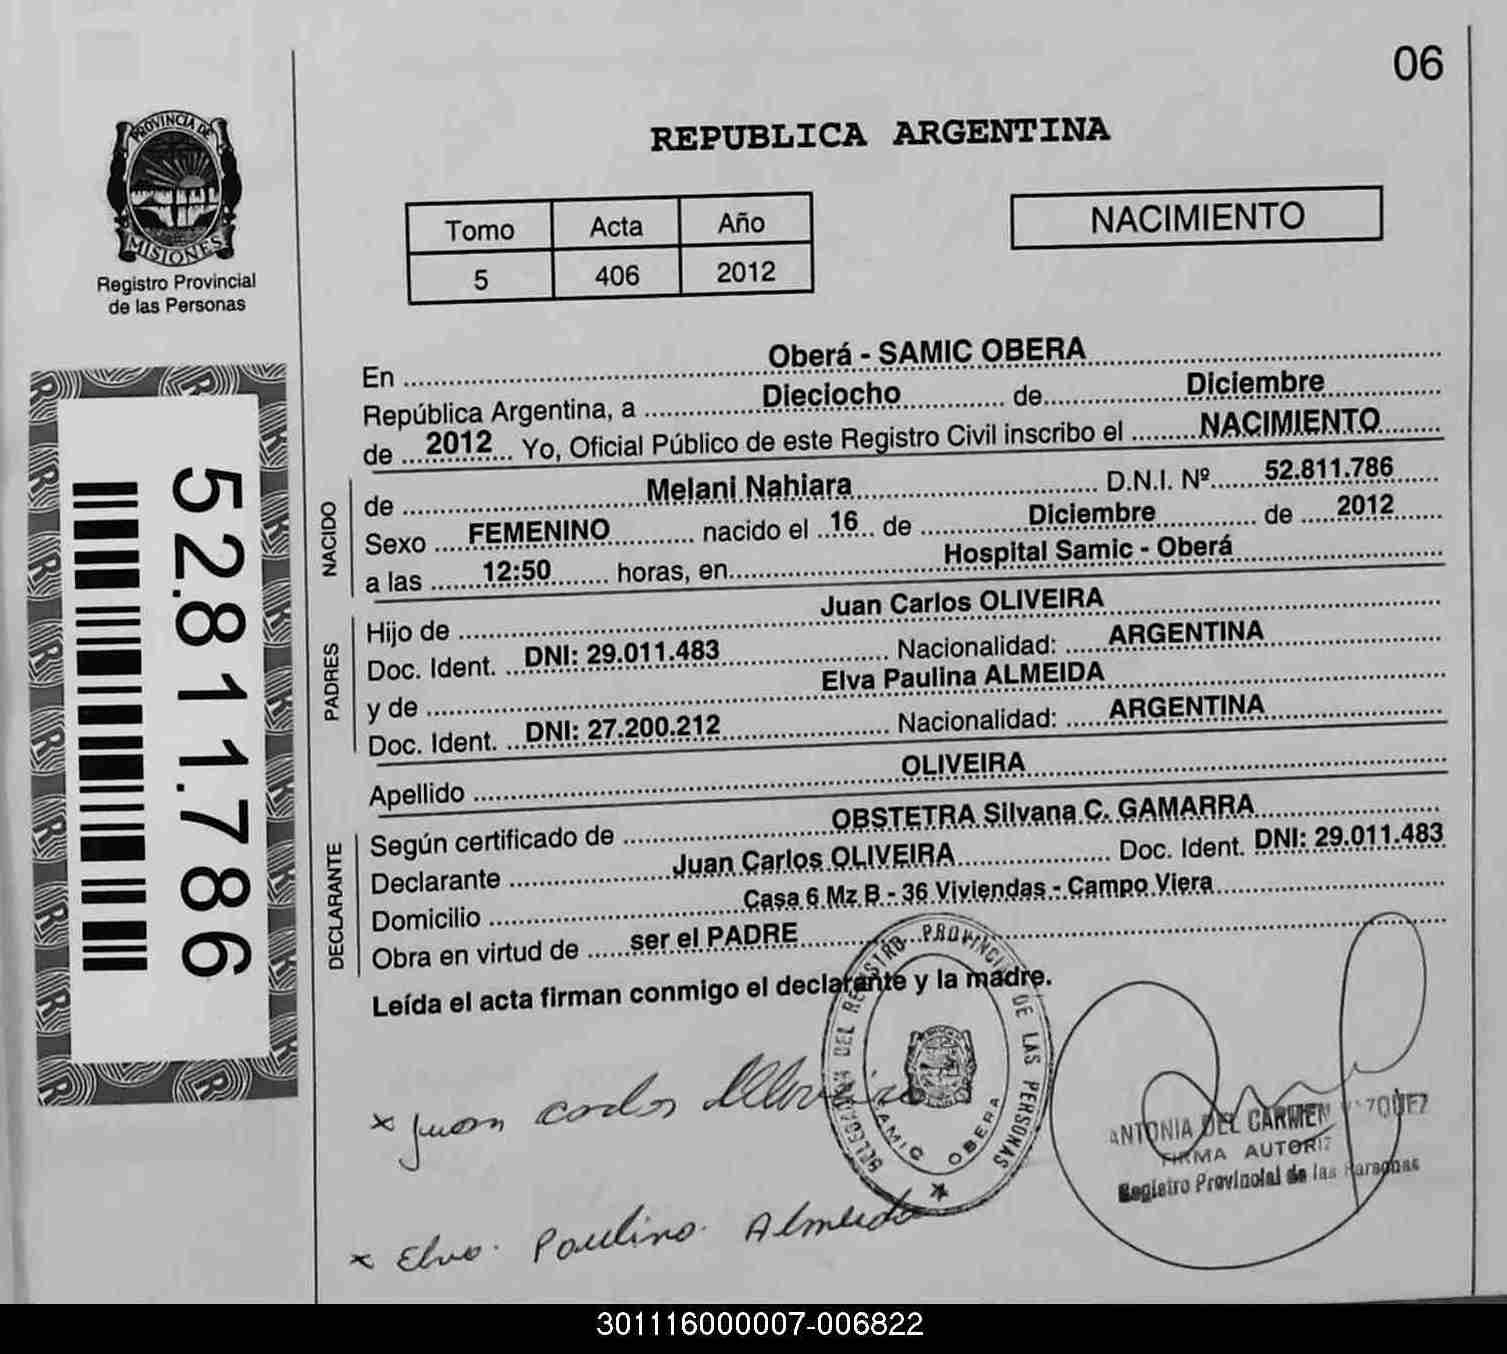 06
PROVINCIA DE
MISIONES
Registro Provincial
de las Personas
REPUBLICA ARGENTINA
Tomo Acta Año
5 406 2012
NACIMIENTO
52.811.786
En Oberá - SAMIC OBERA
República Argentina, a Dieciocho de Diciembre
de 2012 Yo, Oficial Público de este Registro Civil inscribo el NACIMIENTO
NACIDO
de Melani Nahiara D.N.I. Nº 52.811.786
Sexo FEMENINO nacido el 16 de Diciembre de 2012
a las 12:50 horas, en Hospital Samic - Oberá
PADRES
Hijo de Juan Carlos OLIVEIRA
Doc. Ident. DNI: 29.011.483 Nacionalidad: ARGENTINA
y de Elva Paulina ALMEIDA
Doc. Ident. DNI: 27.200.212 Nacionalidad: ARGENTINA
Apellido OLIVEIRA
DECLARANTE
Según certificado de OBSTETRA Silvana C. GAMARRA
Declarante Juan Carlos OLIVEIRA Doc. Ident. DNI: 29.011.483
Domicilio Casa 6 Mz B - 36 Viviendas - Campo Viera
Obra en virtud de ser el PADRE
Leída el acta firman conmigo el declarante y la madre.
DEL REGISTRO PROVINCIAL DE LAS PERSONAS
SAMIC OBERA
x Juan Carlos Oliveira
x Elva Paulina Almeida
ANTONIA DEL CARMEN
FIRMA
Registro Provincial de las Personas
301116000007-006822